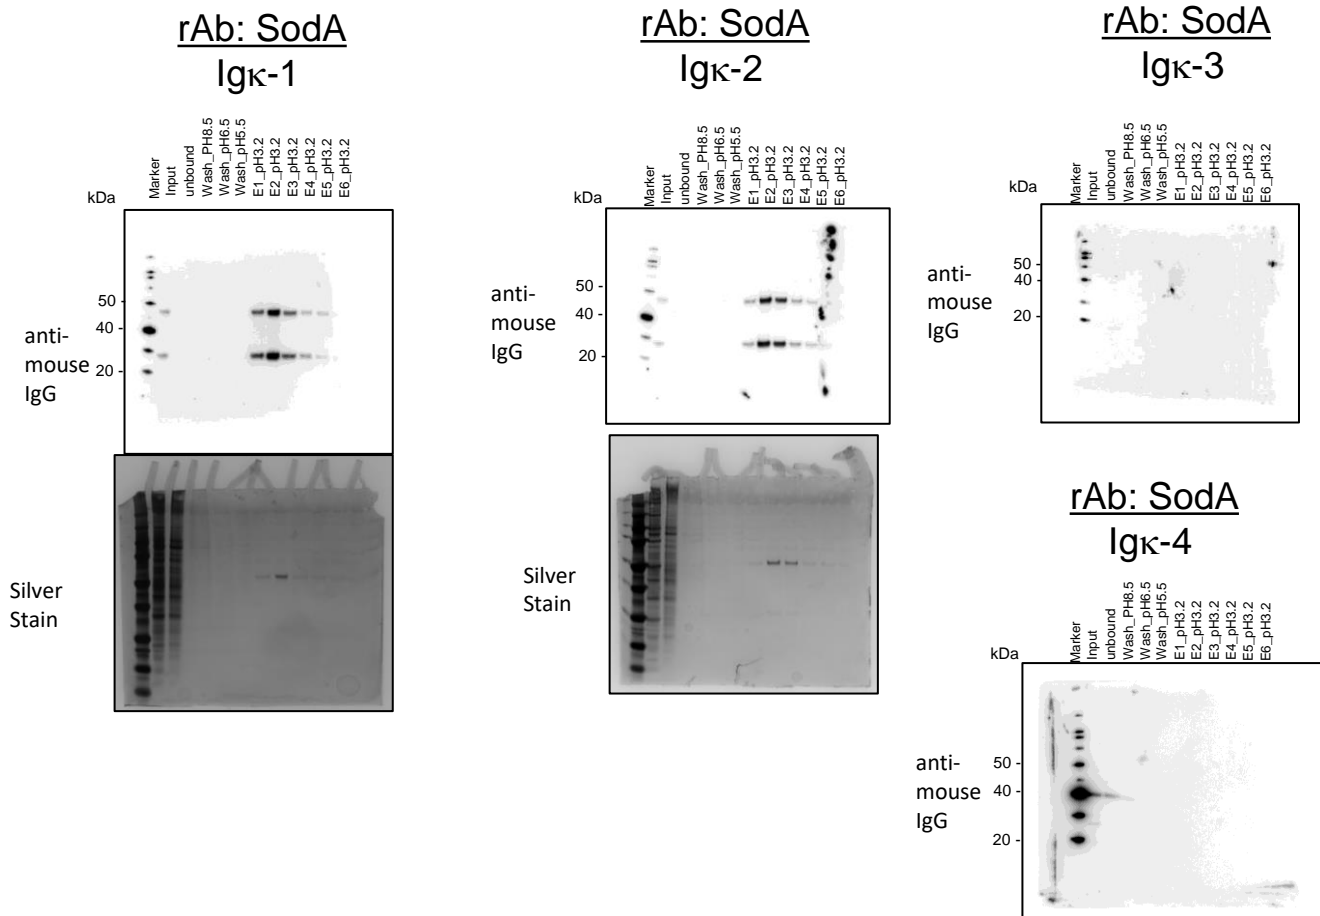 rAb: SodA
Igκ-1
Marker
Input
unbound
Wash_PH8.5
Wash_pH6.5
Wash_pH5.5
E1_pH3.2
E2_pH3.2
E3_pH3.2
E4_pH3.2
E5_pH3.2
E6_pH3.2
kDa
50 -
40 -
20 -
anti-
mouse
IgG
Silver
Stain
rAb: SodA
Igκ-2
Marker
Input
unbound
Wash_PH8.5
Wash_pH6.5
Wash_pH5.5
E1_pH3.2
E2_pH3.2
E3_pH3.2
E4_pH3.2
E5_pH3.2
E6_pH3.2
kDa
50 -
40 -
20 -
anti-
mouse
IgG
Silver
Stain
rAb: SodA
Igκ-3
Marker
Input
unbound
Wash_PH8.5
Wash_pH6.5
Wash_pH5.5
E1_pH3.2
E2_pH3.2
E3_pH3.2
E4_pH3.2
E5_pH3.2
E6_pH3.2
kDa
50 -
40 -
20 -
anti-
mouse
IgG
rAb: SodA
Igκ-4
Marker
Input
unbound
Wash_PH8.5
Wash_pH6.5
Wash_pH5.5
E1_pH3.2
E2_pH3.2
E3_pH3.2
E4_pH3.2
E5_pH3.2
E6_pH3.2
kDa
50 -
40 -
20 -
anti-
mouse
IgG